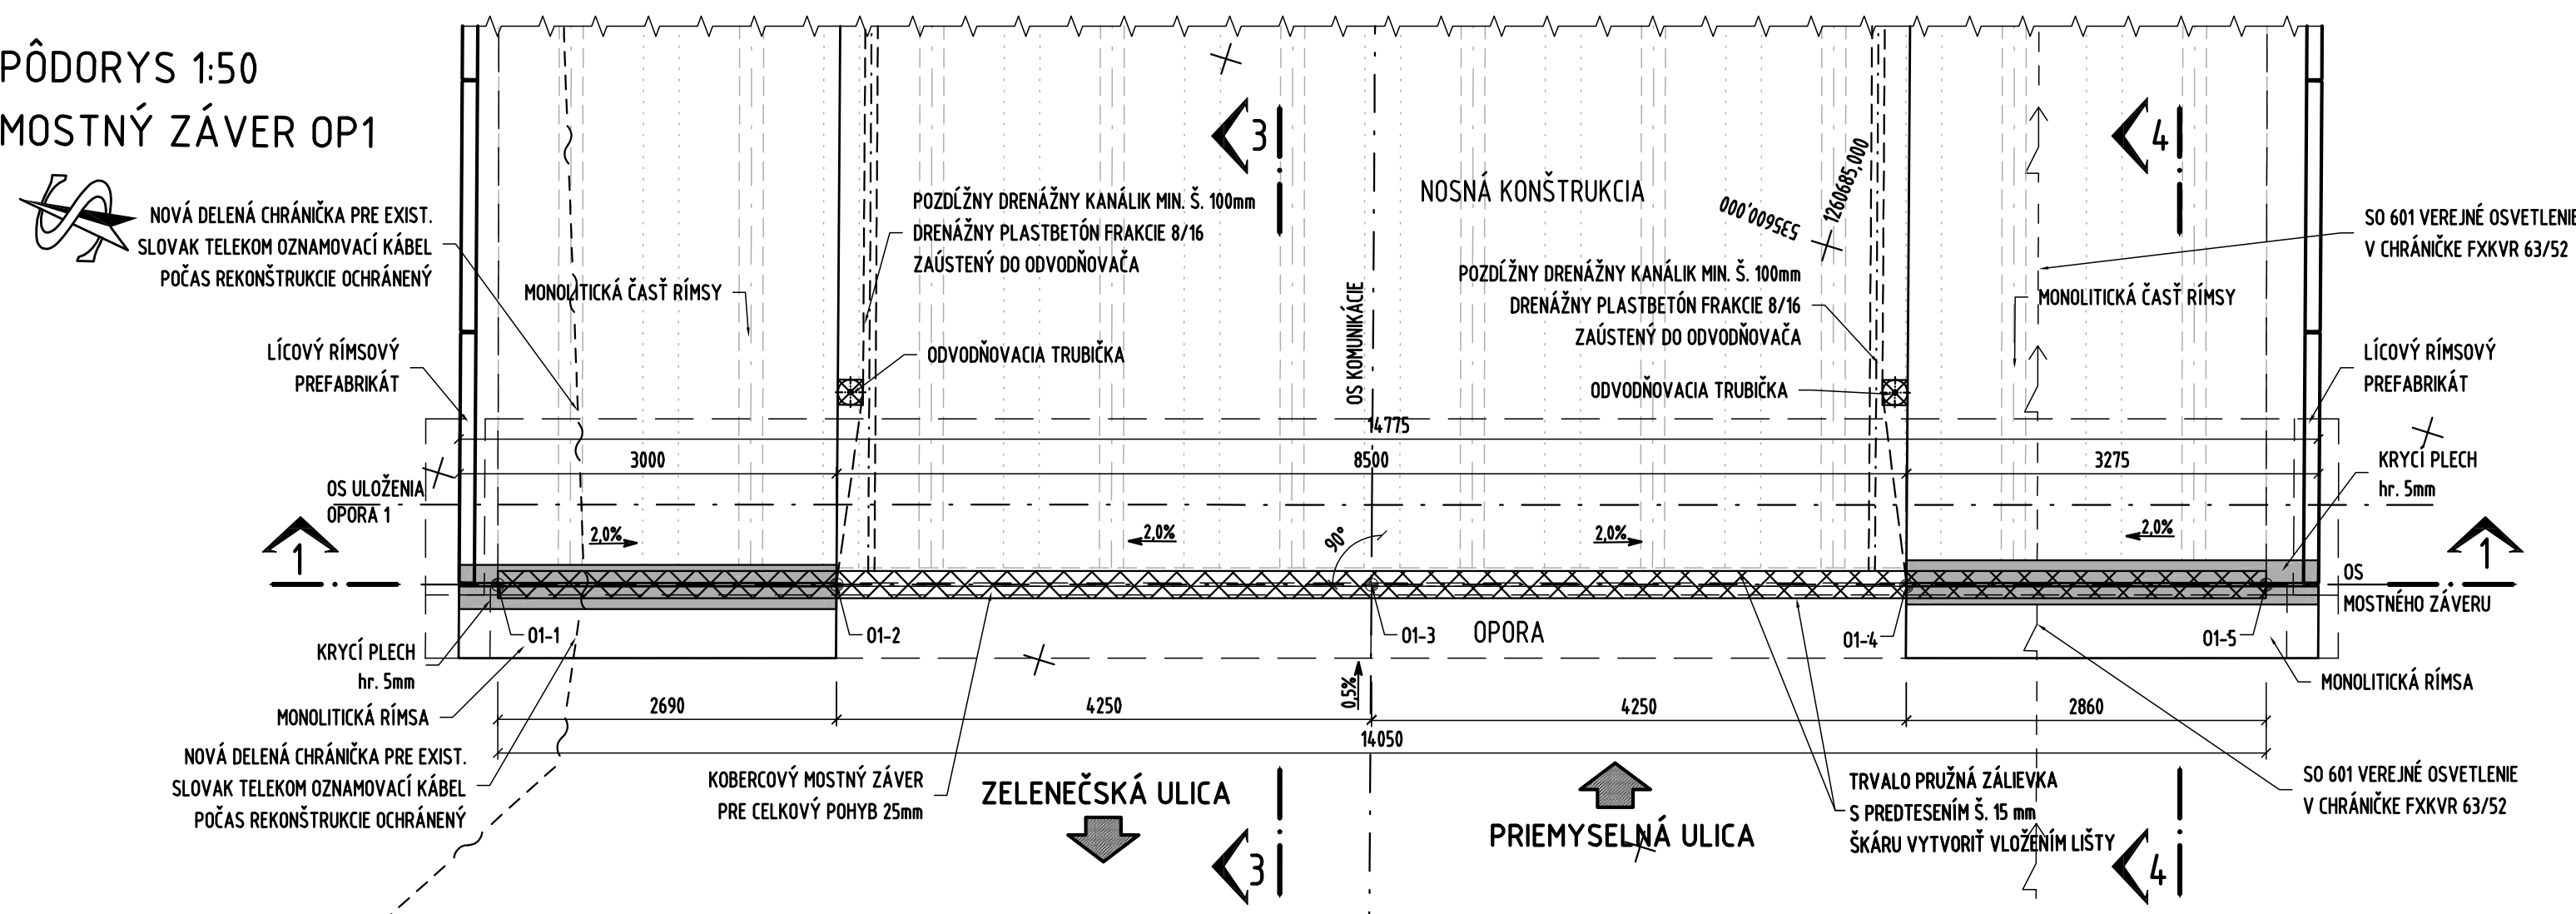 PÔDORYS 1:50
MOSTNÝ ZÁVER OP1
NOVÁ DELENÁ CHRÁNIČKA PRE EXIST.
SLOVAK TELEKOM OZNAMOVACÍ KÁBEL
POČAS REKONŠTRUKCIE OCHRÁNENÝ
MONOLITICKÁ ČASŤ RÍMSY
LÍCOVÝ RÍMSOVÝ
PREFABRIKÁT
POZDĹŽNY DRENÁŽNY KANÁLIK MIN. Š. 100mm
DRENÁŽNY PLASTBETÓN FRAKCIE 8/16
ZAÚSTENÝ DO ODVODŇOVAČA
ODVODŇOVACIA TRUBIČKA
3
NOSNÁ KONŠTRUKCIA
OS KOMUNIKÁCIE
535600,000
1260685,000
POZDĹŽNY DRENÁŽNY KANÁLIK MIN. Š. 100mm
DRENÁŽNY PLASTBETÓN FRAKCIE 8/16
ZAÚSTENÝ DO ODVODŇOVAČA
ODVODŇOVACIA TRUBIČKA
4
SO 601 VEREJNÉ OSVETLENIE
V CHRÁNIČKE FXKVR 63/52
MONOLITICKÁ ČASŤ RÍMSY
LÍCOVÝ RÍMSOVÝ
PREFABRIKÁT
14775
3000
8500
3275
KRYCÍ PLECH
hr. 5mm
OS ULOŽENIA
OPORA 1
1
2,0%
2,0%
90°
2,0%
2,0%
1
OS
MOSTNÉHO ZÁVERU
01-1
01-2
01-3
OPORA
01-4
01-5
KRYCÍ PLECH
hr. 5mm
MONOLITICKÁ RÍMSA
MONOLITICKÁ RÍMSA
0,5%
2690
4250
4250
2860
14050
NOVÁ DELENÁ CHRÁNIČKA PRE EXIST.
SLOVAK TELEKOM OZNAMOVACÍ KÁBEL
POČAS REKONŠTRUKCIE OCHRÁNENÝ
KOBERCOVÝ MOSTNÝ ZÁVER
PRE CELKOVÝ POHYB 25mm
ZELENEČSKÁ ULICA
3
PRIEMYSELNÁ ULICA
TRVALO PRUŽNÁ ZÁLIEVKA
S PREDTESENÍM Š. 15 mm
ŠKÁRU VYTVORIŤ VLOŽENÍM LIŠTY
4
SO 601 VEREJNÉ OSVETLENIE
V CHRÁNIČKE FXKVR 63/52